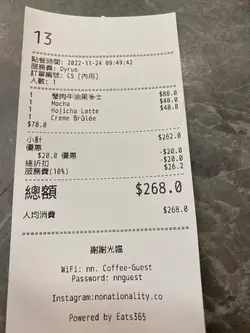 13
點餐時間: 2022-11-24 09:49:42
服務員: Dyrus
訂單編號: C5 [內用]
人數: 1
1 蟹肉牛油果多士 $88.0
1 Mocha $48.0
1 Hojicha Latte $48.0
1 Creme Brûlée
$78.0
小計 $262.0
優惠 -$20.0
$20.0 優惠 -$20.0
總折扣 -$20.0
服務費(10%) $26.2
總額 $268.0
人均消費 $268.0
謝謝光臨
WiFi: nn. Coffee-Guest
Password: nnguest
Instagram:nonationality.co
Powered by Eats365